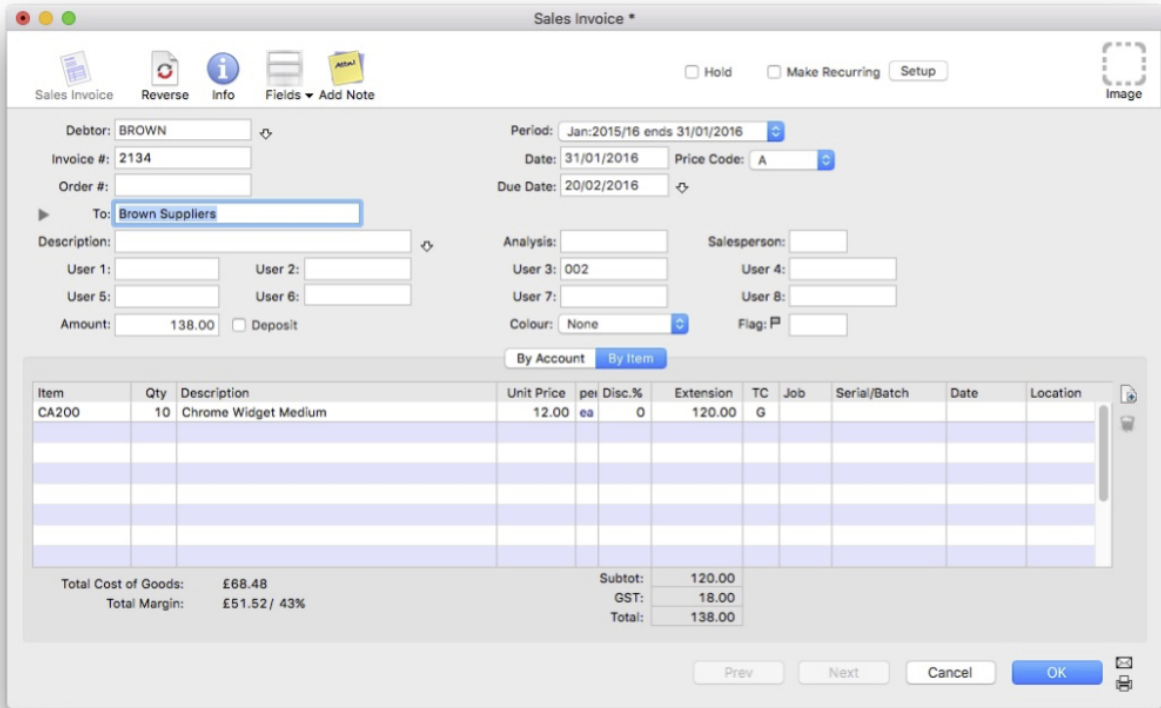 Sales Invoice *
Sales Invoice Reverse Info Fields Add Note Hold Make Recurring Setup Image
Debtor: BROWN Period: Jan:2015/16 ends 31/01/2016
Invoice #: 2134 Date: 31/01/2016 Price Code: A
Order #: Due Date: 20/02/2016
To: Brown Suppliers
Description: Analysis: Salesperson:
User 1: User 2: User 3: 002 User 4:
User 5: User 6: User 7: User 8:
Amount: 138.00 Deposit Colour: None Flag:
By Account By Item
Item Qty Description Unit Price per Disc.% Extension TC Job Serial/Batch Date Location
CA200 10 Chrome Widget Medium 12.00 ea 0 120.00 G
Total Cost of Goods: £68.48 Subtot: 120.00
Total Margin: £51.52/ 43% GST: 18.00
Total: 138.00
Prev Next Cancel OK